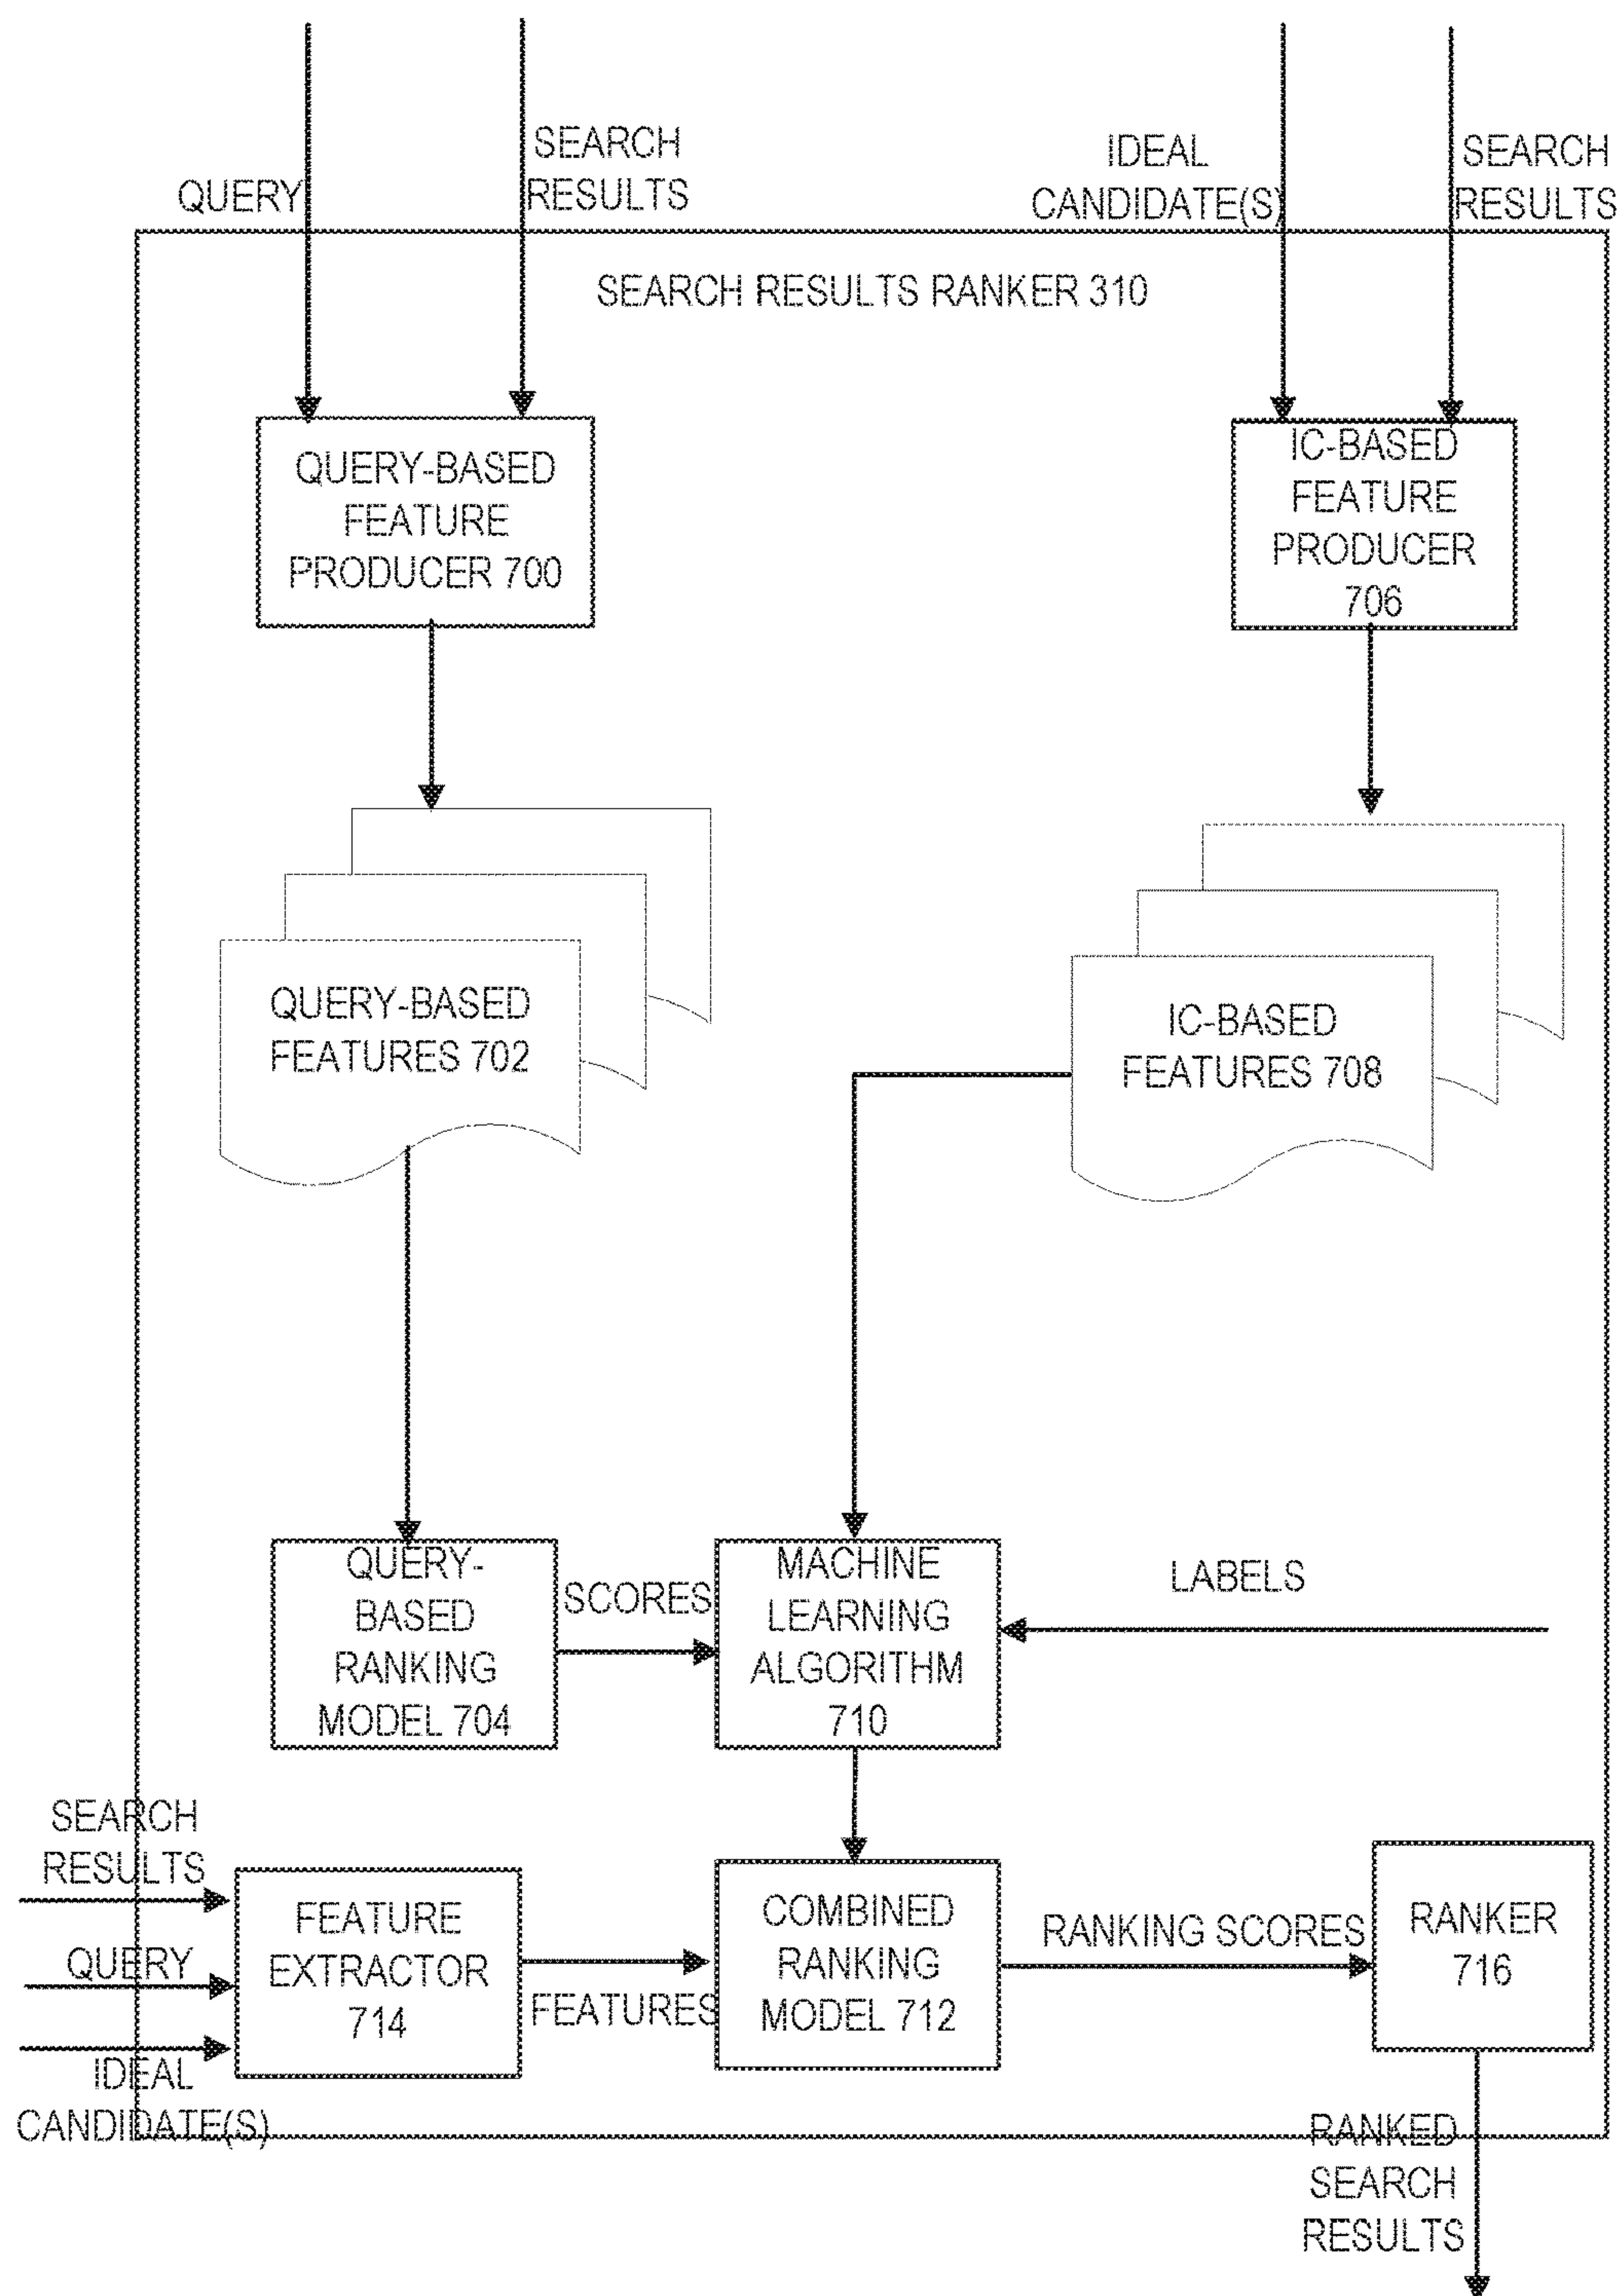 SEARCH
RESULTS
QUERY
IDEAL
CANDIDATE(S)
SEARCH
RESULTS
SEARCH RESULTS RANKER 310
QUERY-BASED
FEATURE
PRODUCER 700
IC-BASED
FEATURE
PRODUCER
706
QUERY-BASED
FEATURES 702
IC-BASED
FEATURES 708
QUERY-
BASED
RANKING
MODEL 704
SCORES
MACHINE
LEARNING
ALGORITHM
710
LABELS
SEARCH
RESULTS
QUERY
IDEAL
CANDIDATE(S)
FEATURE
EXTRACTOR
714
FEATURES
COMBINED
RANKING
MODEL 712
RANKING SCORES
RANKER
716
RANKED
SEARCH
RESULTS